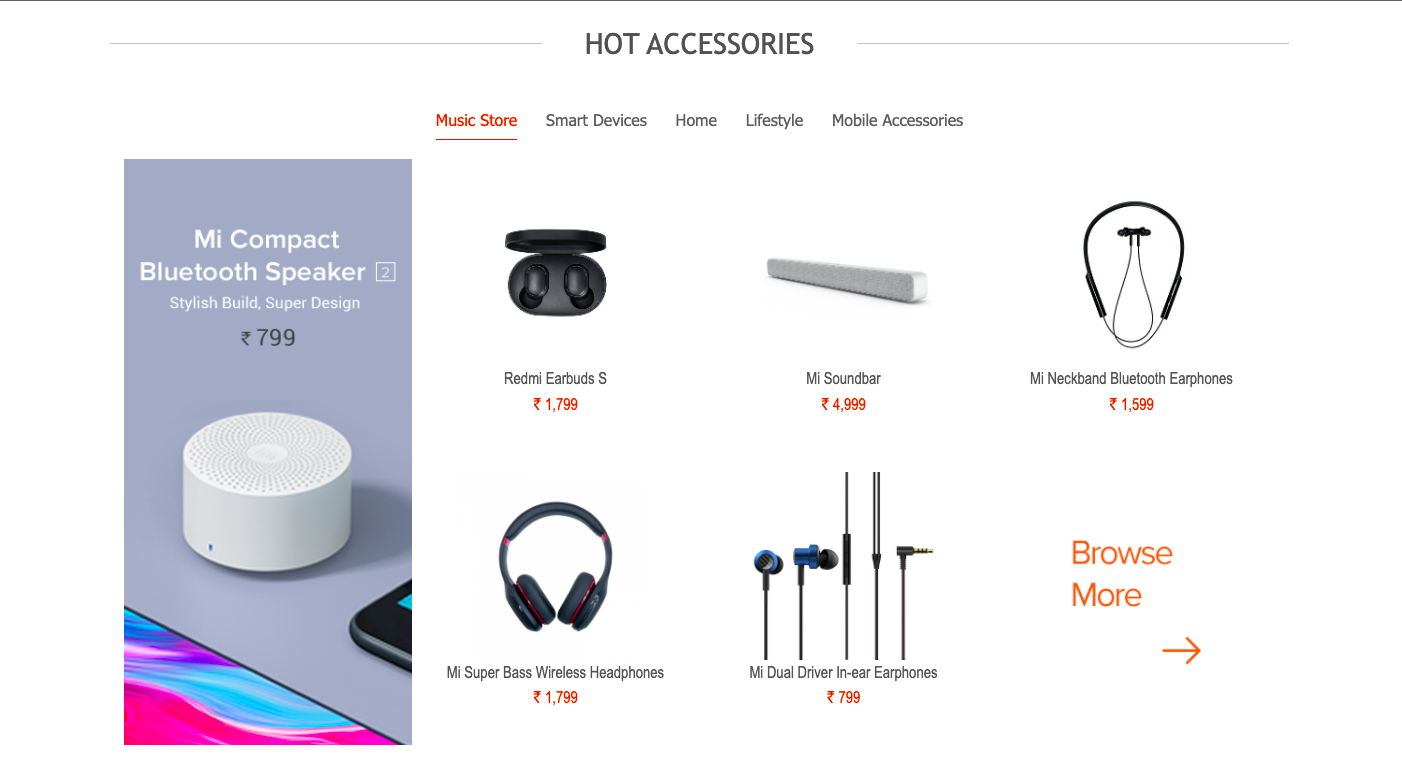 HOT ACCESSORIES
Music Store Smart Devices Home Lifestyle Mobile Accessories
Mi Compact
Bluetooth Speaker 2
Stylish Build, Super Design
₹ 799
Redmi Earbuds S
₹ 1,799
Mi Soundbar
₹ 4,999
Mi Neckband Bluetooth Earphones
₹ 1,599
Mi Super Bass Wireless Headphones
₹ 1,799
Mi Dual Driver In-ear Earphones
₹ 799
Browse
More